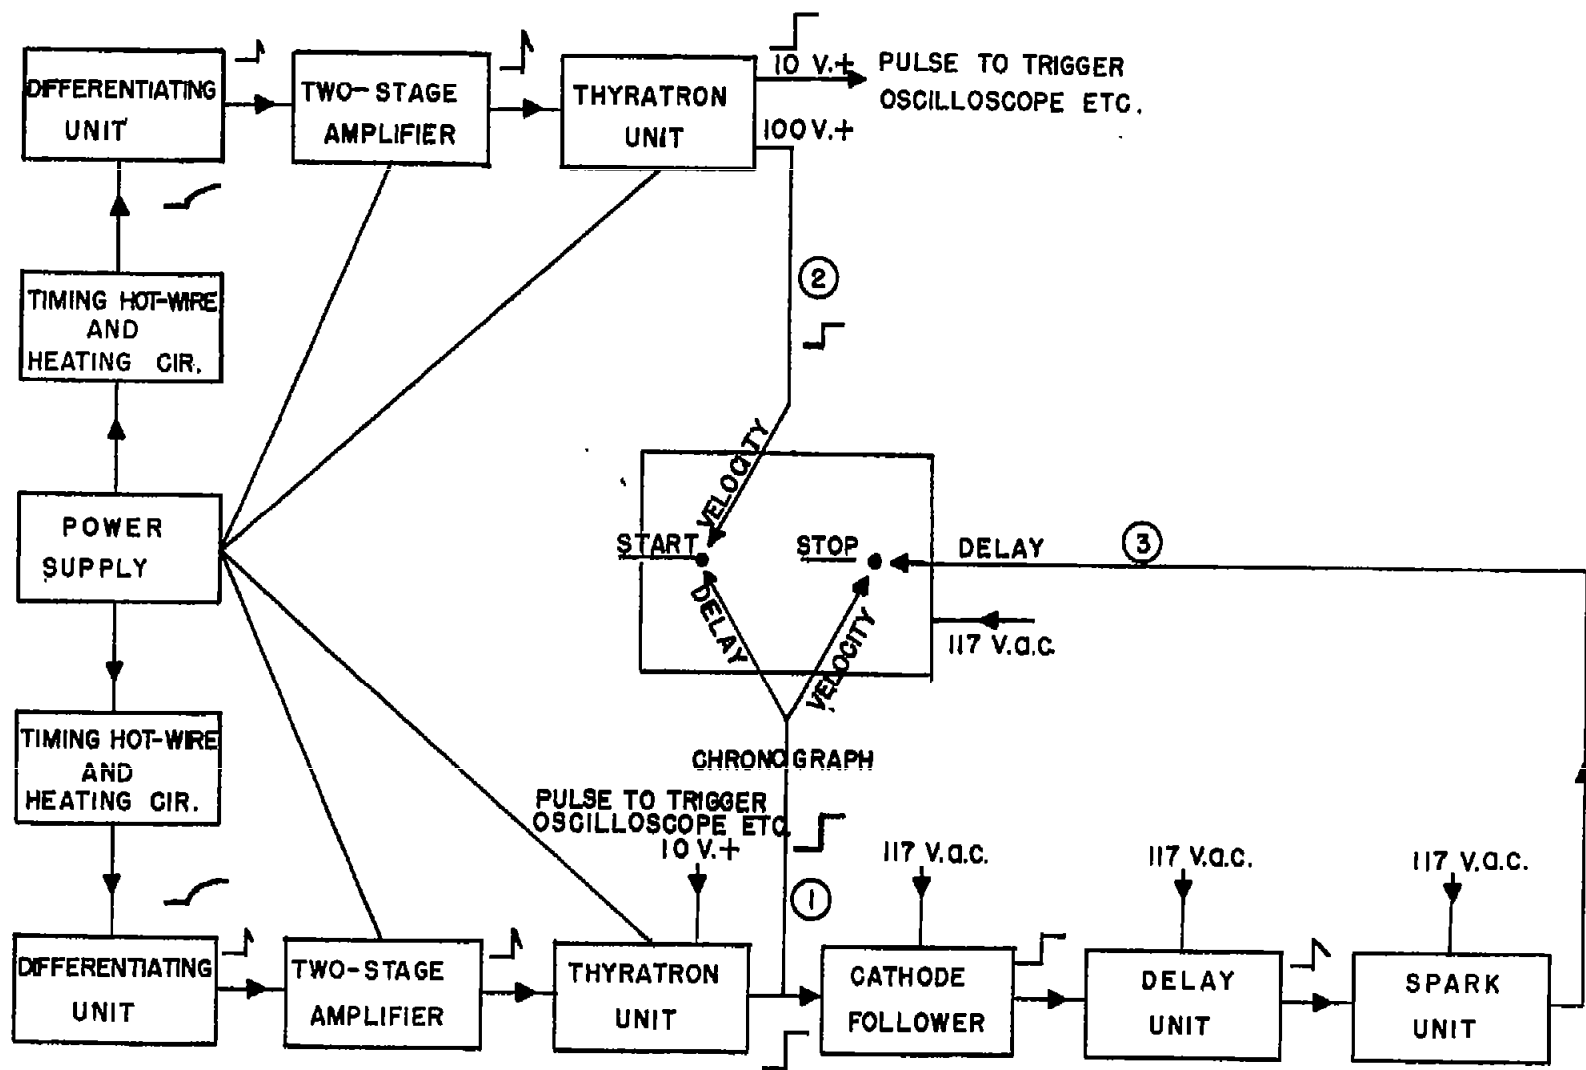 DIFFERENTIATING
UNIT
TWO-STAGE
AMPLIFIER
THYRATRON
UNIT
10 V.+
100 V.+
PULSE TO TRIGGER
OSCILLOSCOPE ETC.
TIMING HOT-WIRE
AND
HEATING CIR.
2
POWER
SUPPLY
VELOCITY
START
STOP
DELAY
3
DELAY
VELOCITY
117 V.a.c.
CHRONOGRAPH
TIMING HOT-WIRE
AND
HEATING CIR.
PULSE TO TRIGGER
OSCILLOSCOPE ETC.
10 V.+
1
117 V.a.c.
117 V.a.c.
117 V.a.c.
DIFFERENTIATING
UNIT
TWO-STAGE
AMPLIFIER
THYRATRON
UNIT
CATHODE
FOLLOWER
DELAY
UNIT
SPARK
UNIT